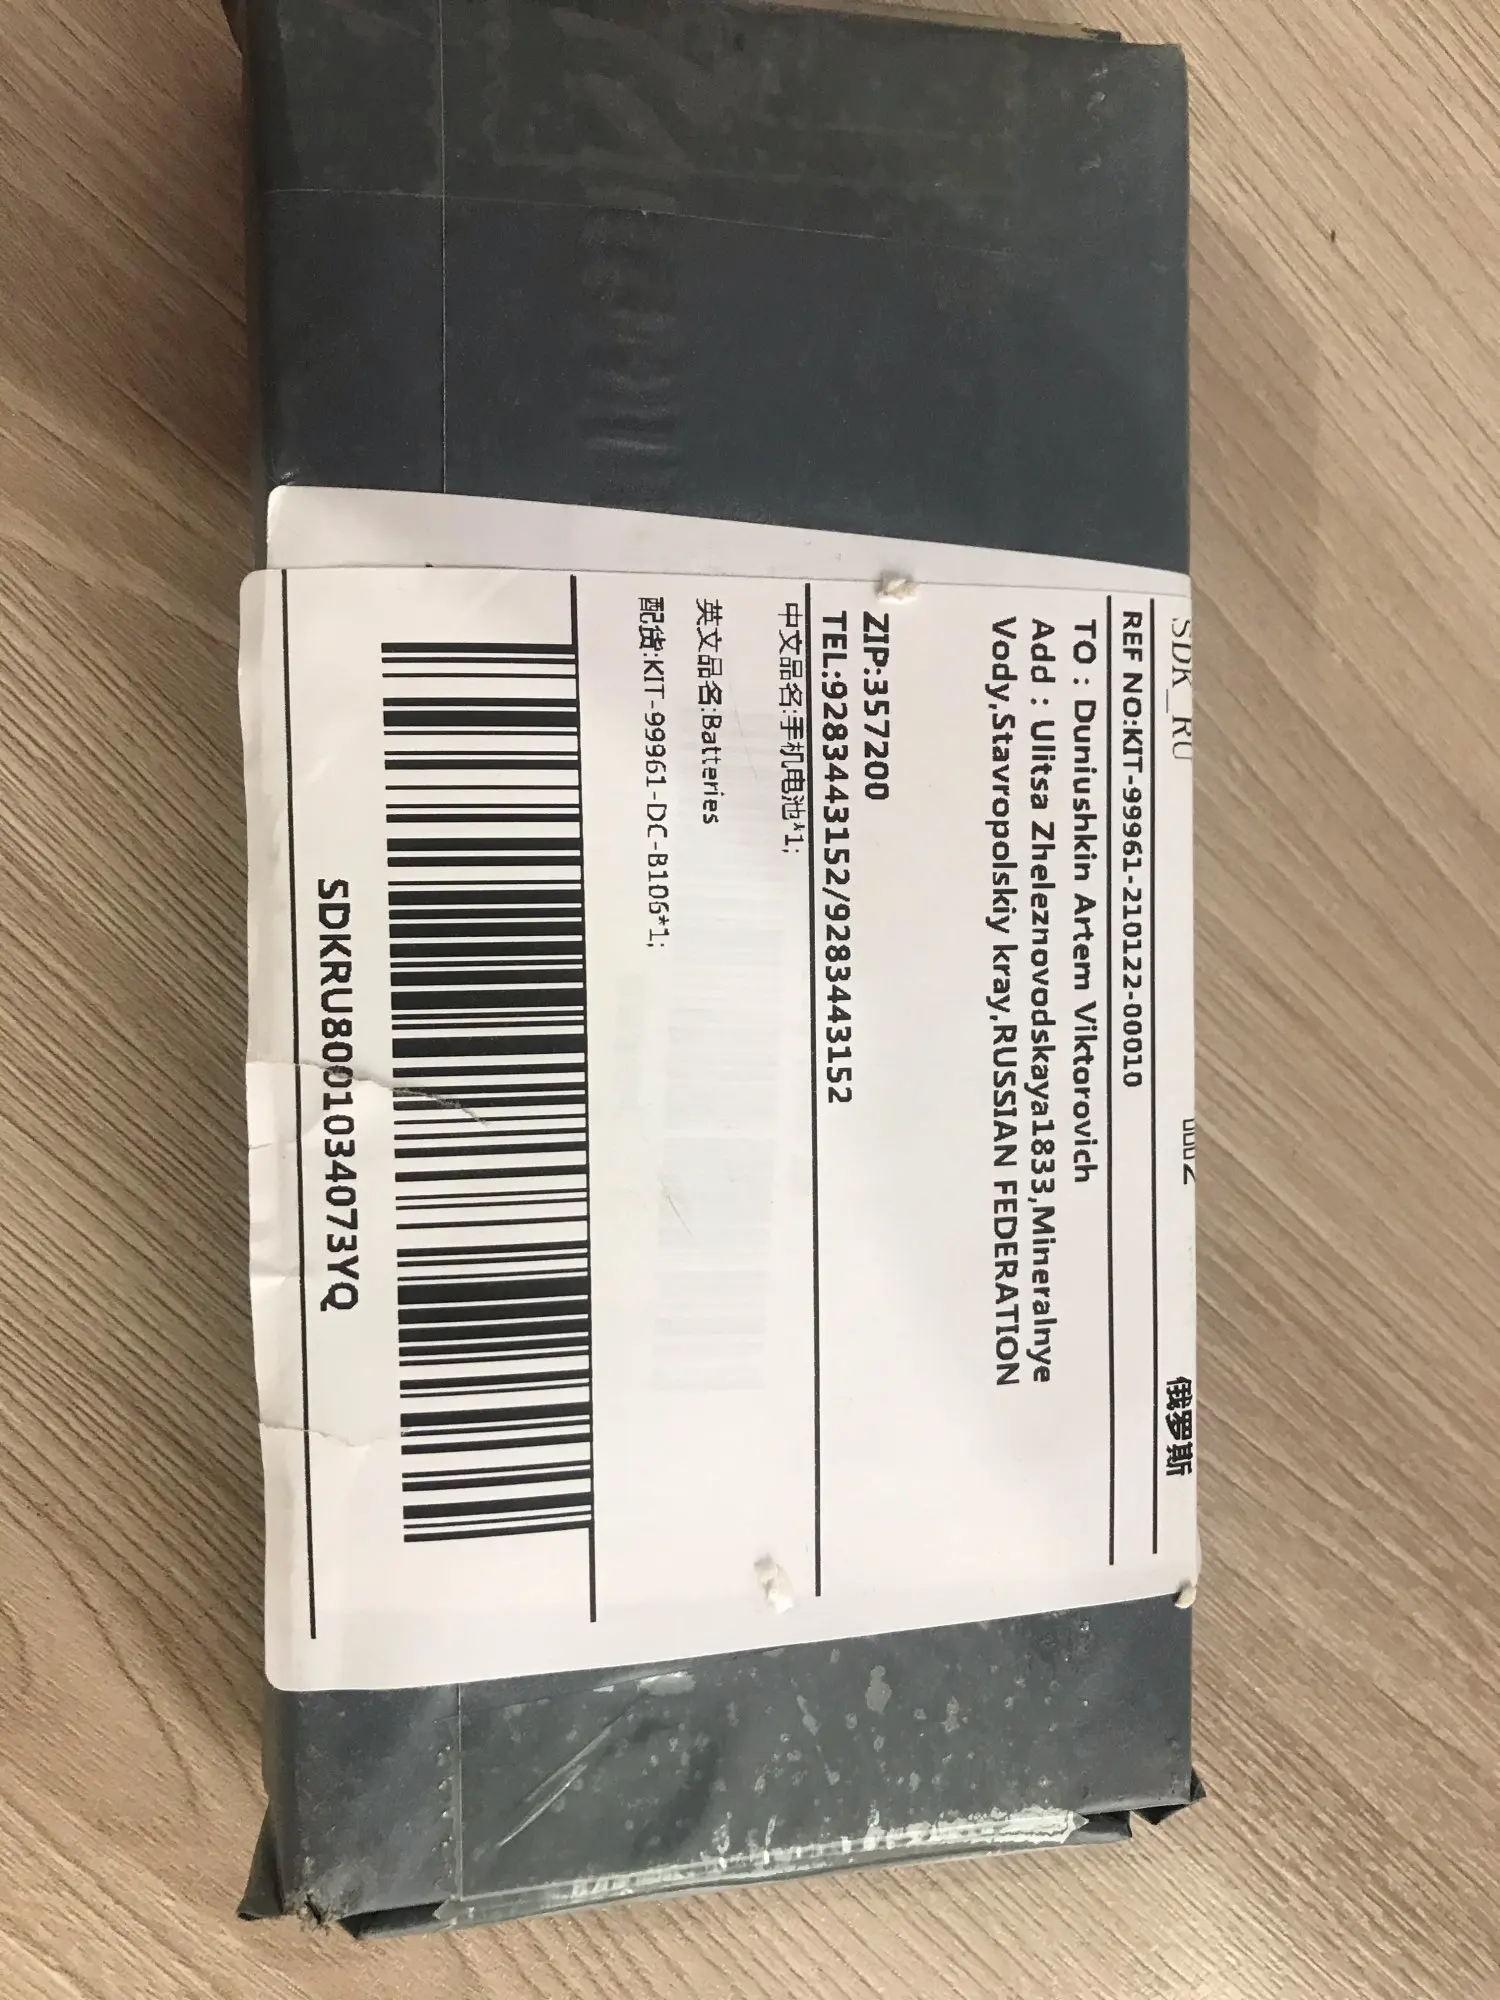 SDK_RU
俄罗斯
REF NO:KIT-99961-210122-00010
TO : Duniushkin Artem Viktorovich
Add : Ulitsa Zheleznovodskaya1833,Mineralnye
Vody,Stavropolskiy kray,RUSSIAN FEDERATION
ZIP:357200
TEL:9283443152/9283443152
中文品名:手机电池*1;
英文品名:Batteries
配货:KIT-99961-DC-B106*1;
SDKRU8001034073YQ